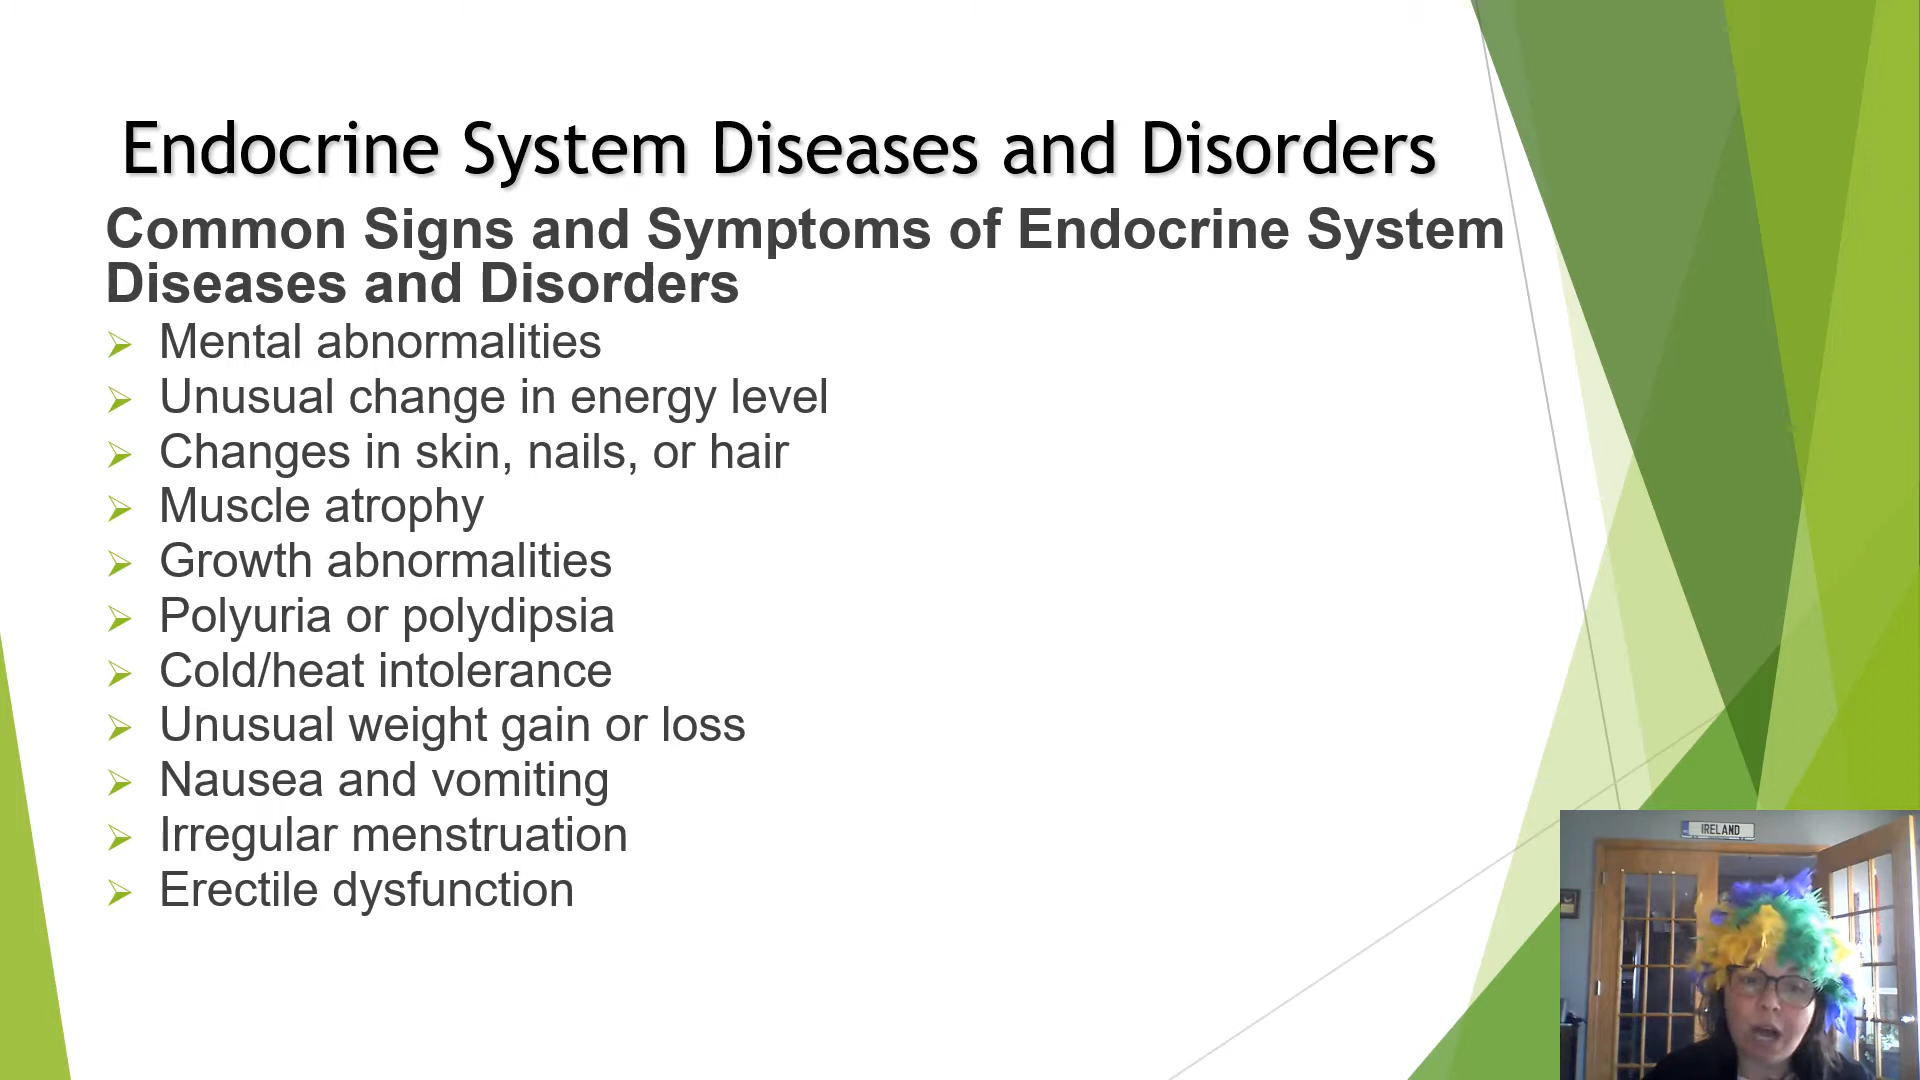 Endocrine System Diseases and Disorders
Common Signs and Symptoms of Endocrine System
Diseases and Disorders
Mental abnormalities
Unusual change in energy level
Changes in skin, nails, or hair
Muscle atrophy
Growth abnormalities
Polyuria or polydipsia
Cold/heat intolerance
Unusual weight gain or loss
Nausea and vomiting
Irregular menstruation
Erectile dysfunction
IRELAND